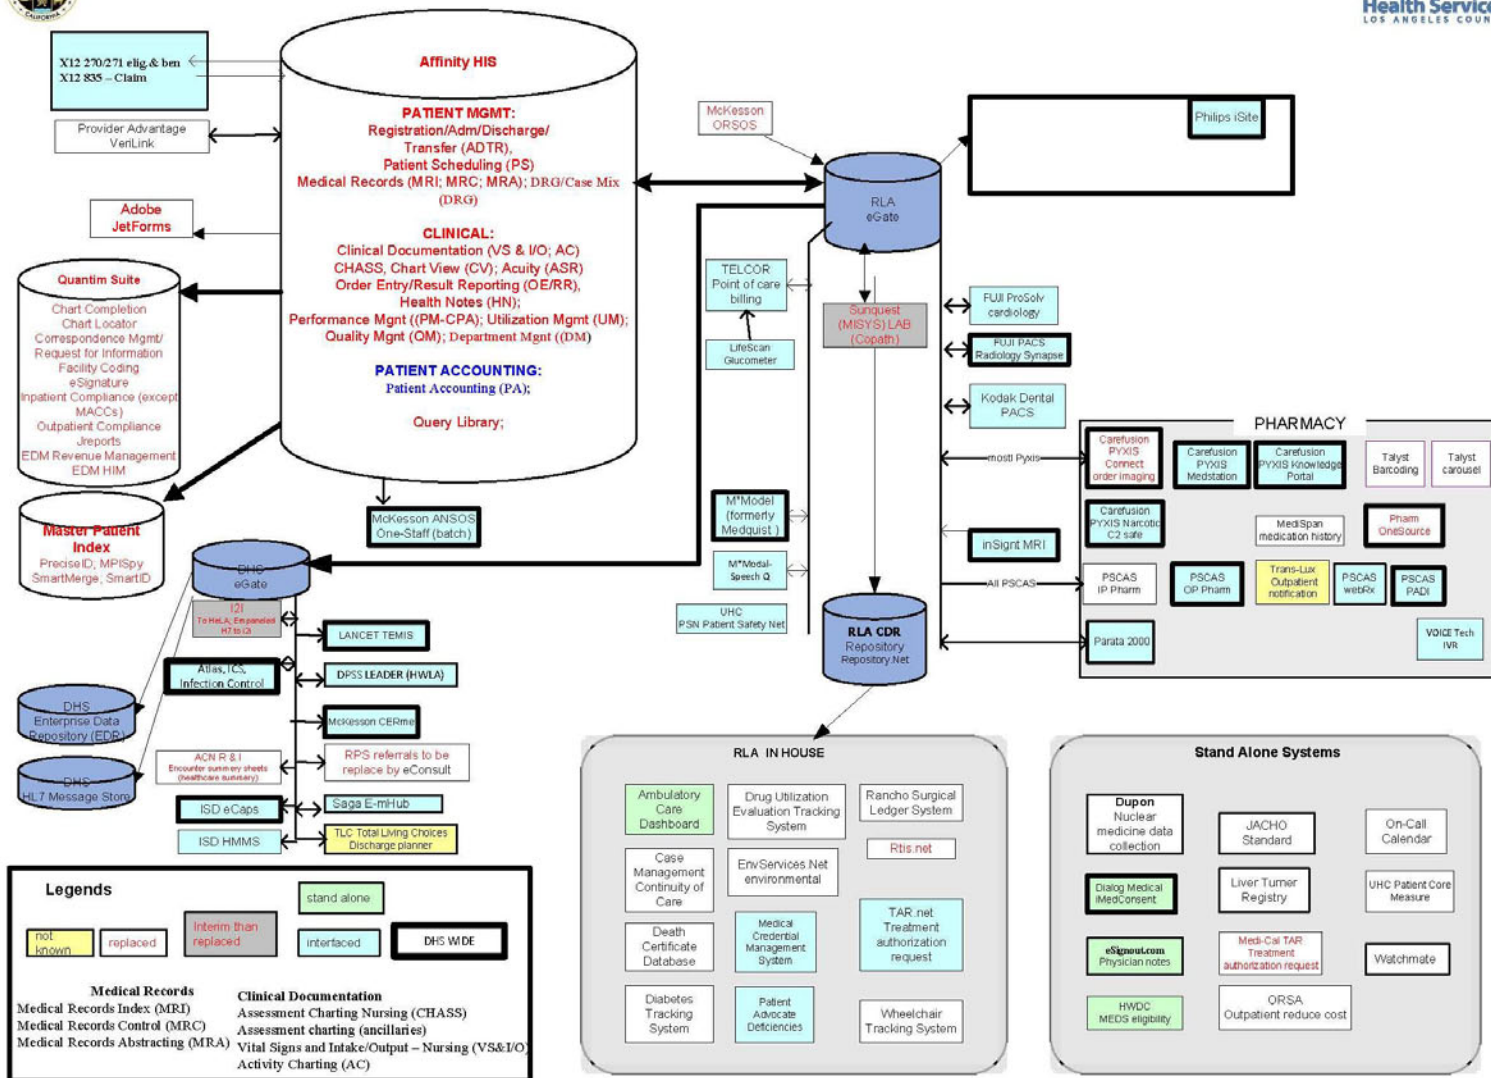 CALIFORNIA
Health Service
LOS ANGELES COUN
X12 270/271 elig.& ben
X12 835 – Claim
Provider Advantage
VeriLink
Adobe
JetForms
Affinity HIS
PATIENT MGMT:
Registration/Adm/Discharge/
Transfer (ADTR),
Patient Scheduling (PS)
Medical Records (MRI; MRC; MRA); DRG/Case Mix
(DRG)
CLINICAL:
Clinical Documentation (VS & I/O; AC)
CHASS, Chart View (CV); Acuity (ASR)
Order Entry/Result Reporting (OE/RR),
Health Notes (HN);
Performance Mgnt ((PM-CPA); Utilization Mgmt (UM);
Quality Mgnt (QM); Department Mgnt ((DM)
PATIENT ACCOUNTING:
Patient Accounting (PA);
Query Library;
Quantim Suite
Chart Completion
Chart Locator
Correspondence Mgmt/
Request for Information
Facility Coding
eSignature
Inpatient Compliance (except
MACCs)
Outpatient Compliance
Jreports
EDM Revenue Management
EDM HIM
Master Patient
Index
PreciseID, MPISpy
SmartMerge; SmartID
McKesson ANSOS
One-Staff (batch)
McKesson
ORSOS
Philips iSite
RLA
eGate
TELCOR
Point of care
billing
LifeScan
Glucometer
Sunquest
(MISYS) LAB
(Copath)
FUJI ProSolv
cardiology
FUJI PACS
Radiology Synapse
Kodak Dental
PACS
M*Model
(formerly
Medquist )
M*Modal-
Speech Q
UHC
PSN Patient Safety Net
mostl Pyxis
inSignt MRI
All PSCAS
RLA CDR
Repository
Repository.Net
PHARMACY
Carefusion
PYXIS
Connect
order imaging
Carefusion
PYXIS
Medstation
Carefusion
PYXIS Knowledge
Portal
Talyst
Barcoding
Talyst
carousel
Carefusion
PYXIS Narcotic
C2 safe
MediSpan
medication history
Pharm
OneSource
PSCAS
IP Pharm
PSCAS
OP Pharm
Trans-Lux
Outpatient
notification
PSCAS
webRx
PSCAS
PADI
Parata 2000
VOICE Tech
IVR
DHS
eGate
I2I
To HeLA; Empaneled
H7 to I2i
LANCET TEMIS
Atlas, ICS,
Infection Control
DPSS LEADER (HWLA)
McKesson CERme
ACN R & I
Encounter summery sheets
(healthcare summery)
RPS referrals to be
replace by eConsult
ISD eCaps
Saga E-mHub
ISD HMMS
TLC Total Living Choices
Discharge planner
DHS
Enterprise Data
Repository (EDR)
DHS
HL7 Message Store
Legends
stand alone
not
known
replaced
Interim than
replaced
interfaced
DHS WIDE
Medical Records
Medical Records Index (MRI)
Medical Records Control (MRC)
Medical Records Abstracting (MRA)
Clinical Documentation
Assessment Charting Nursing (CHASS)
Assessment charting (ancillaries)
Vital Signs and Intake/Output – Nursing (VS&I/O)
Activity Charting (AC)
RLA IN HOUSE
Ambulatory
Care
Dashboard
Drug Utilization
Evaluation Tracking
System
Rancho Surgical
Ledger System
Rtis.net
Case
Management
Continuity of
Care
EnvServices.Net
environmental
Death
Certificate
Database
Medical
Credential
Management
System
TAR.net
Treatment
authorization
request
Diabetes
Tracking
System
Patient
Advocate
Deficiencies
Wheelchair
Tracking System
Stand Alone Systems
Dupon
Nuclear
medicine data
collection
JACHO
Standard
On-Call
Calendar
Dialog Medical
iMedConsent
Liver Tumer
Registry
UHC Patient Core
Measure
eSignout.com
Physician notes
Medi-Cal TAR
Treatment
authorization request
Watchmate
HWDC
MEDS eligibility
ORSA
Outpatient reduce cost